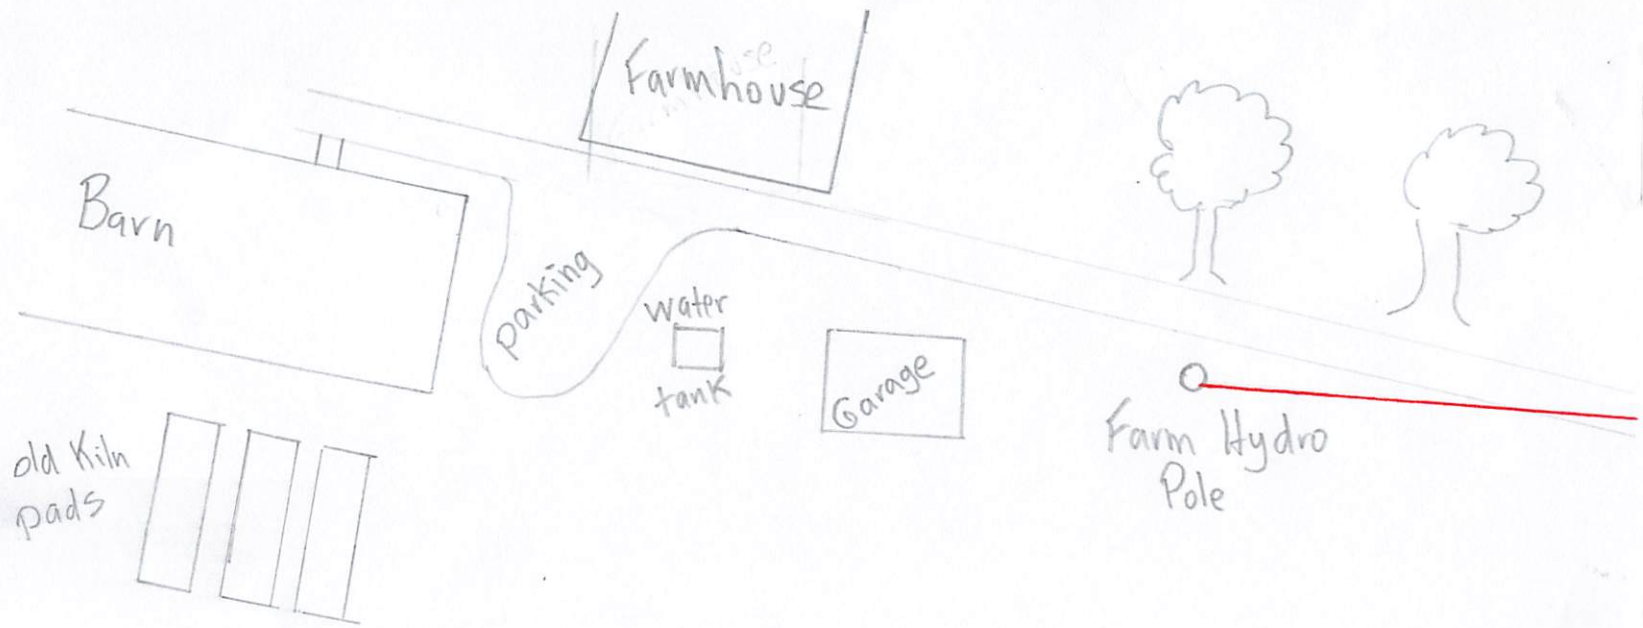 Farmhouse
Barn
parking
water
tank
Garage
old Kiln
pads
Farm Hydro
Pole